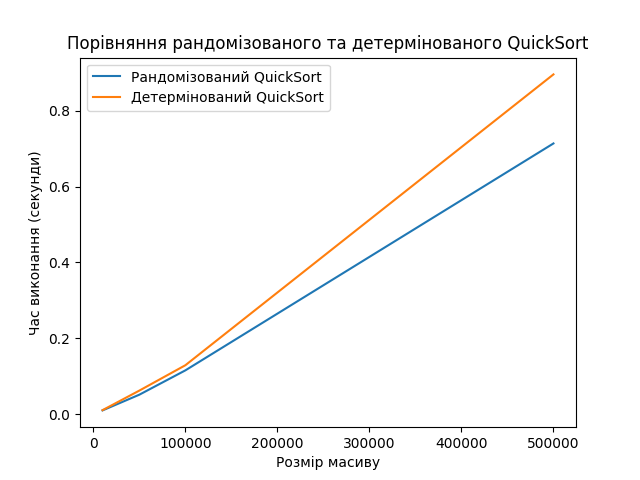 Порівняння рандомізованого та детермінованого QuickSort
Рандомізований QuickSort
Детермінований QuickSort
Час виконання (секунди)
0.8
0.6
0.4
0.2
0.0
0 100000 200000 300000 400000 500000
Розмір масиву